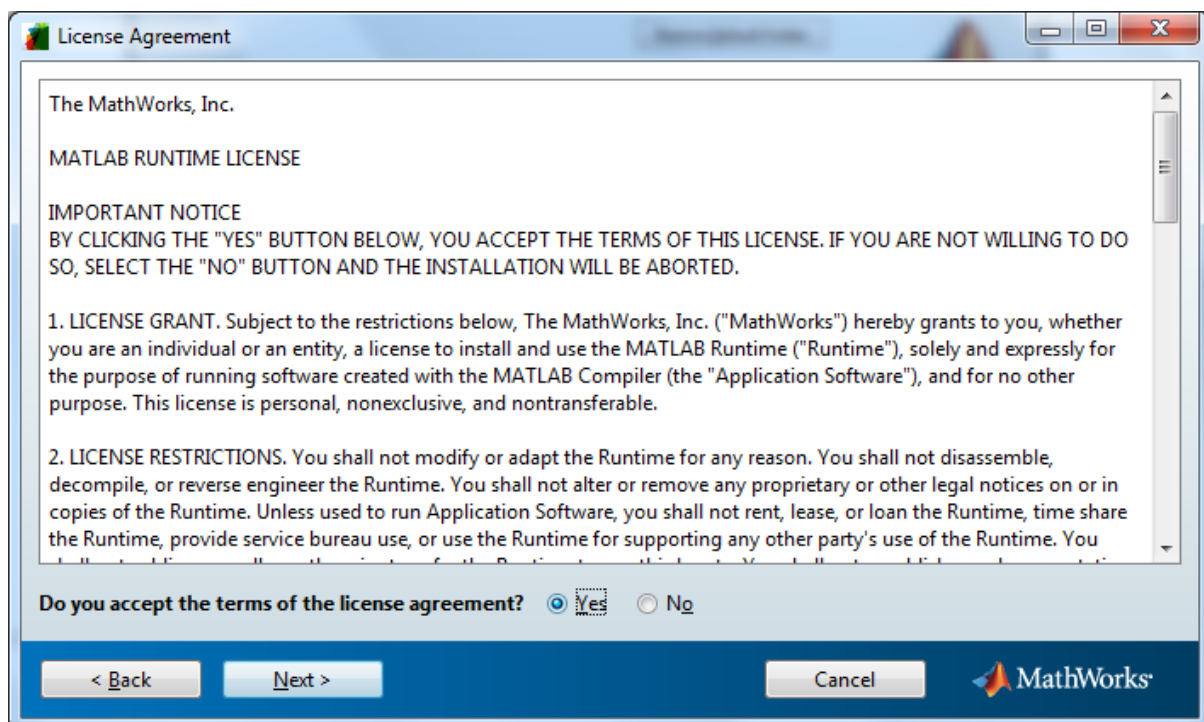 License Agreement
The MathWorks, Inc.
MATLAB RUNTIME LICENSE
IMPORTANT NOTICE
BY CLICKING THE "YES" BUTTON BELOW, YOU ACCEPT THE TERMS OF THIS LICENSE. IF YOU ARE NOT WILLING TO DO
SO, SELECT THE "NO" BUTTON AND THE INSTALLATION WILL BE ABORTED.
1. LICENSE GRANT. Subject to the restrictions below, The MathWorks, Inc. ("MathWorks") hereby grants to you, whether
you are an individual or an entity, a license to install and use the MATLAB Runtime ("Runtime"), solely and expressly for
the purpose of running software created with the MATLAB Compiler (the "Application Software"), and for no other
purpose. This license is personal, nonexclusive, and nontransferable.
2. LICENSE RESTRICTIONS. You shall not modify or adapt the Runtime for any reason. You shall not disassemble,
decompile, or reverse engineer the Runtime. You shall not alter or remove any proprietary or other legal notices on or in
copies of the Runtime. Unless used to run Application Software, you shall not rent, lease, or loan the Runtime, time share
the Runtime, provide service bureau use, or use the Runtime for supporting any other party's use of the Runtime. You
Do you accept the terms of the license agreement? Yes No
< Back Next > Cancel MathWorks